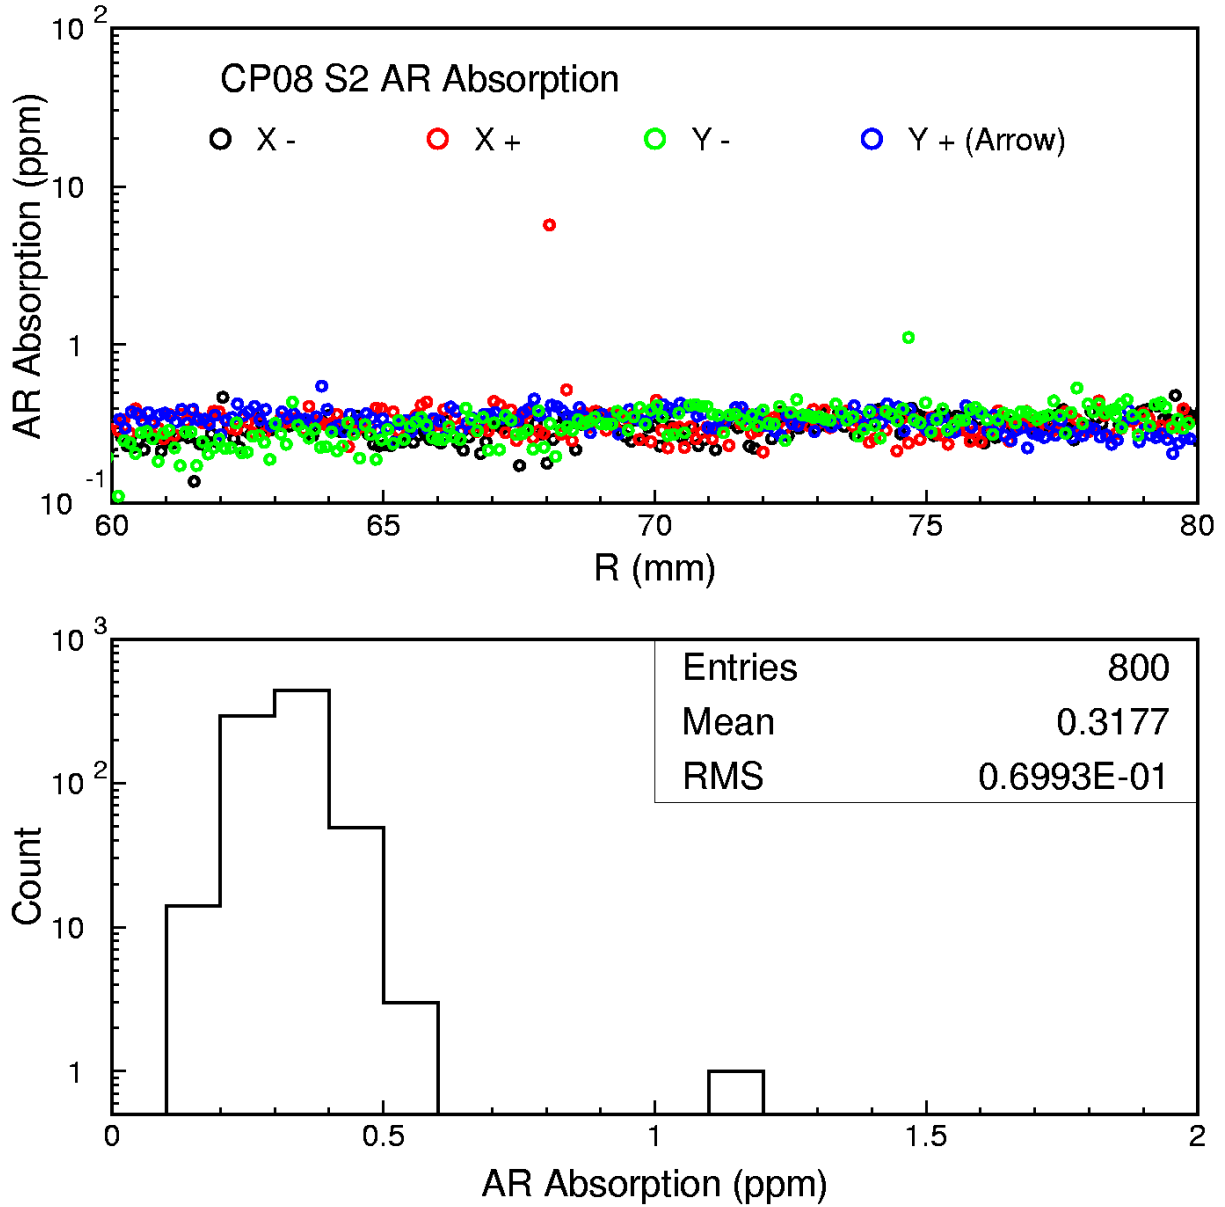 10 2
CP08 S2 AR Absorption
X - X + Y - Y + (Arrow)
10
1
10 -1
AR Absorption (ppm)
60 65 70 75 80
R (mm)
10 3
Entries 800
Mean 0.3177
RMS 0.6993E-01
10 2
10
1
Count
0 0.5 1 1.5 2
AR Absorption (ppm)